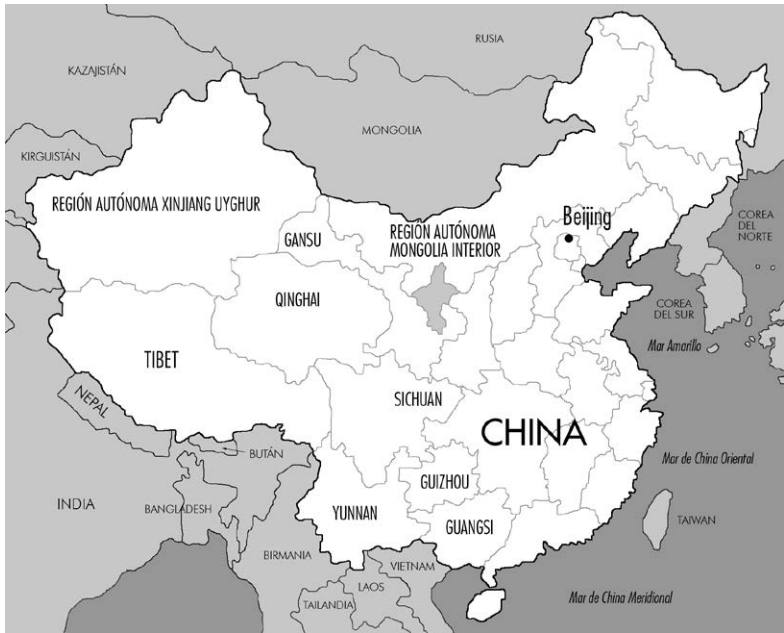 RUSIA
KAZAJISTÁN
MONGOLIA
KIRGUISTÁN
REGIÓN AUTÓNOMA XINJIANG UYGHUR
GANSU
REGIÓN AUTÓNOMA
MONGOLIA INTERIOR
Beijing
COREA
DEL
NORTE
QINGHAI
COREA
DEL SUR
Mar Amarillo
TIBET
NEPAL
SICHUAN
CHINA
BUTÁN
Mar de China Oriental
GUIZHOU
INDIA
BANGLADESH
YUNNAN
GUANGSI
TAIWAN
BIRMANIA
VIETNAM
LAOS
TAILANDIA
Mar de China Meridional